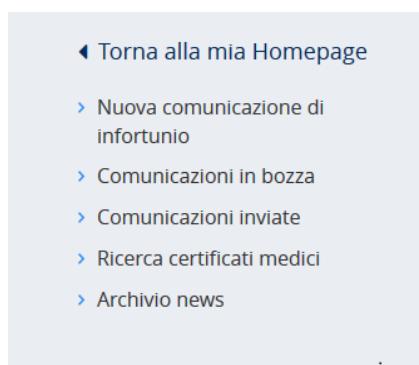 Torna alla mia Homepage
Nuova comunicazione di
infortunio
Comunicazioni in bozza
Comunicazioni inviate
Ricerca certificati medici
Archivio news